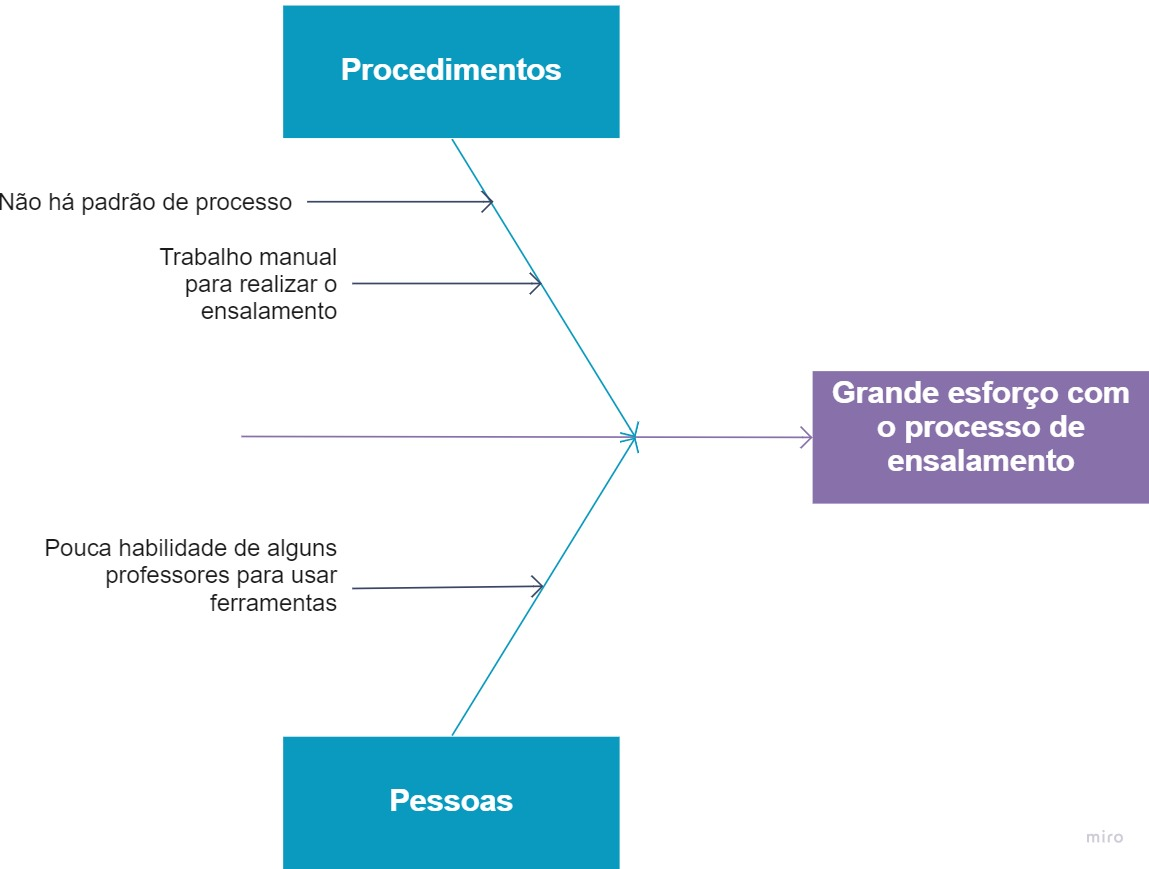 Procedimentos
Não há padrão de processo
Trabalho manual
para realizar o
ensalamento
Grande esforço com
o processo de
ensalamento
Pouca habilidade de alguns
professores para usar
ferramentas
Pessoas
miro